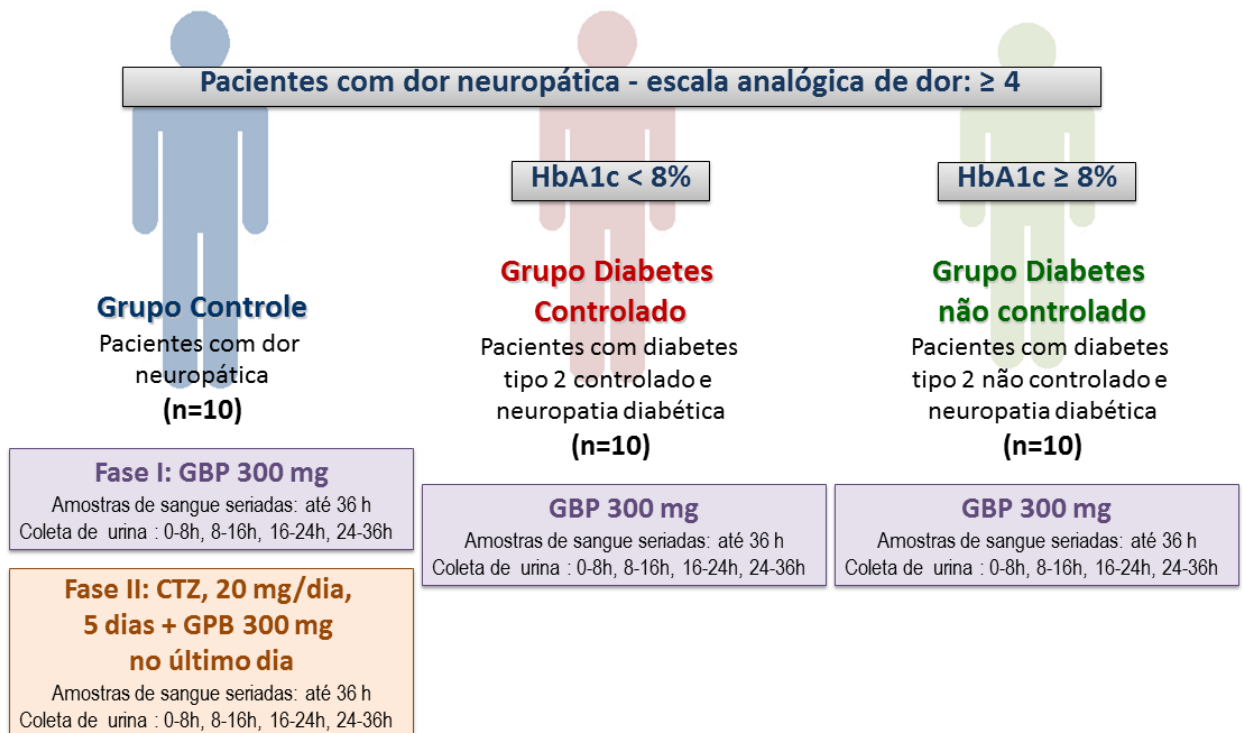 Pacientes com dor neuropática - escala analógica de dor: ≥ 4
HbA1c < 8%
HbA1c ≥ 8%
Grupo Controle
Pacientes com dor
neuropática
(n=10)
Fase I: GBP 300 mg
Amostras de sangue seriadas: até 36 h
Coleta de urina : 0-8h, 8-16h, 16-24h, 24-36h
Fase II: CTZ, 20 mg/dia,
5 dias + GPB 300 mg
no último dia
Amostras de sangue seriadas: até 36 h
Coleta de urina : 0-8h, 8-16h, 16-24h, 24-36h
Grupo Diabetes
Controlado
Pacientes com diabetes
tipo 2 controlado e
neuropatia diabética
(n=10)
GBP 300 mg
Amostras de sangue seriadas: até 36 h
Coleta de urina : 0-8h, 8-16h, 16-24h, 24-36h
Grupo Diabetes
não controlado
Pacientes com diabetes
tipo 2 não controlado e
neuropatia diabética
(n=10)
GBP 300 mg
Amostras de sangue seriadas: até 36 h
Coleta de urina : 0-8h, 8-16h, 16-24h, 24-36h